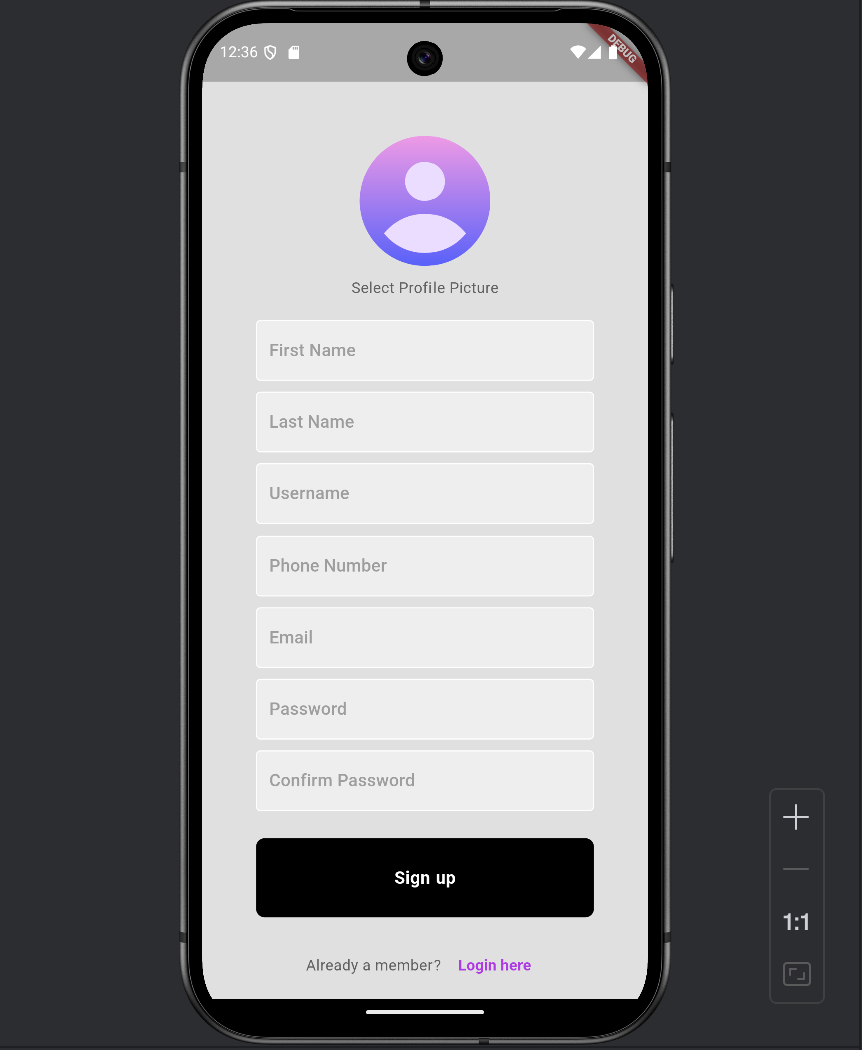 12:36
DEBUG
Select Profile Picture
First Name
Last Name
Username
Phone Number
Email
Password
Confirm Password
Sign up
Already a member? Login here
1:1